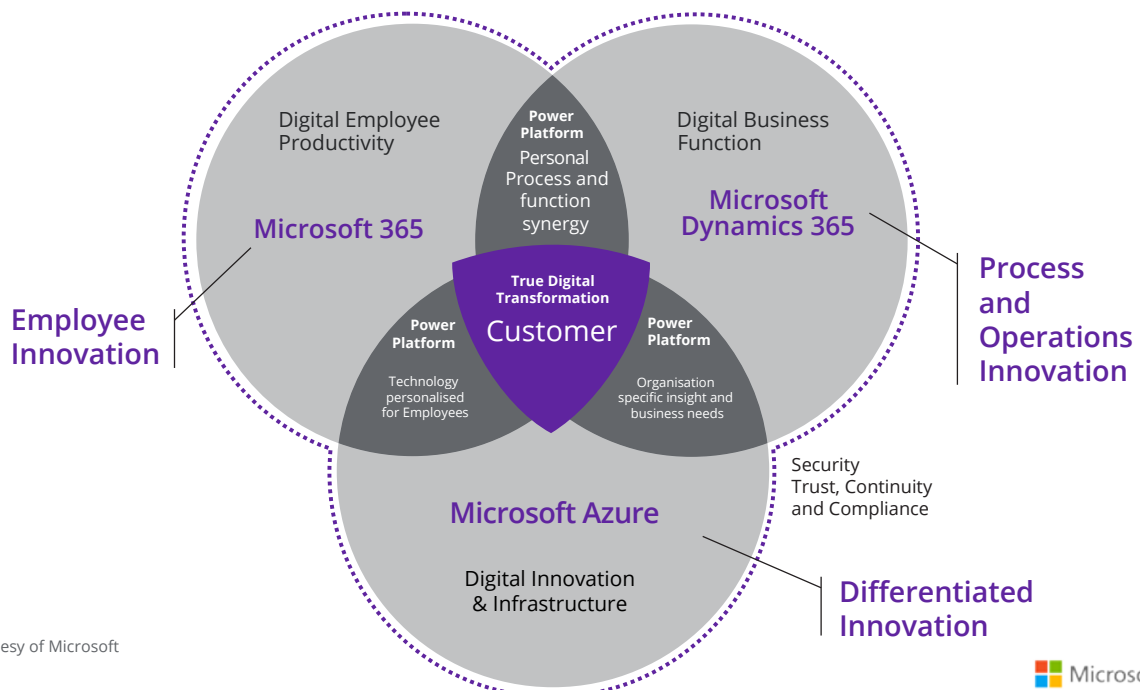 Digital Employee
Productivity
Microsoft 365
Power
Platform
Personal
Process and
function
synergy
Digital Business
Function
Microsoft
Dynamics 365
Employee
Innovation
Process
and
Operations
Innovation
True Digital
Transformation
Customer
Power
Platform
Technology
personalised
for Employees
Power
Platform
Organisation
specific insight and
business needs
Security
Trust, Continuity
and Compliance
Microsoft Azure
Digital Innovation
& Infrastructure
Differentiated
Innovation
esy of Microsoft
Microso